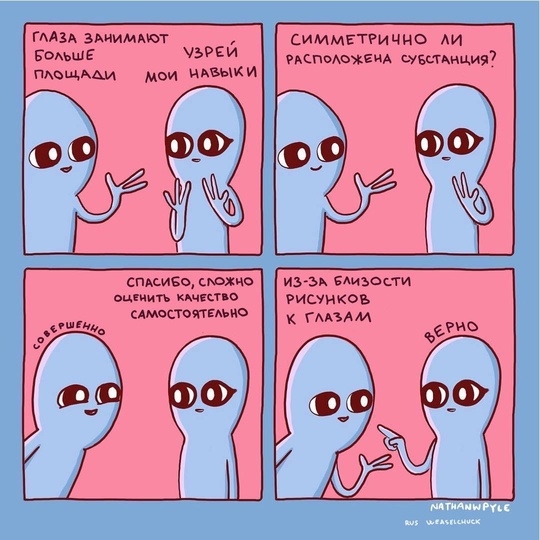 ГЛАЗА ЗАНИМАЮТ
БОЛЬШЕ
ПЛОЩАДИ
УЗРЕЙ
МОИ НАВЫКИ
СИММЕТРИЧНО ЛИ
РАСПОЛОЖЕНА СУБСТАНЦИЯ?
СПАСИБО, СЛОЖНО
ОЦЕНИТЬ КАЧЕСТВО
САМОСТОЯТЕЛЬНО
СОВЕРШЕННО
ИЗ-ЗА БЛИЗОСТИ
РИСУНКОВ
К ГЛАЗАМ
ВЕРНО
NATHANWPYLE
RUS WEASELCHUCK